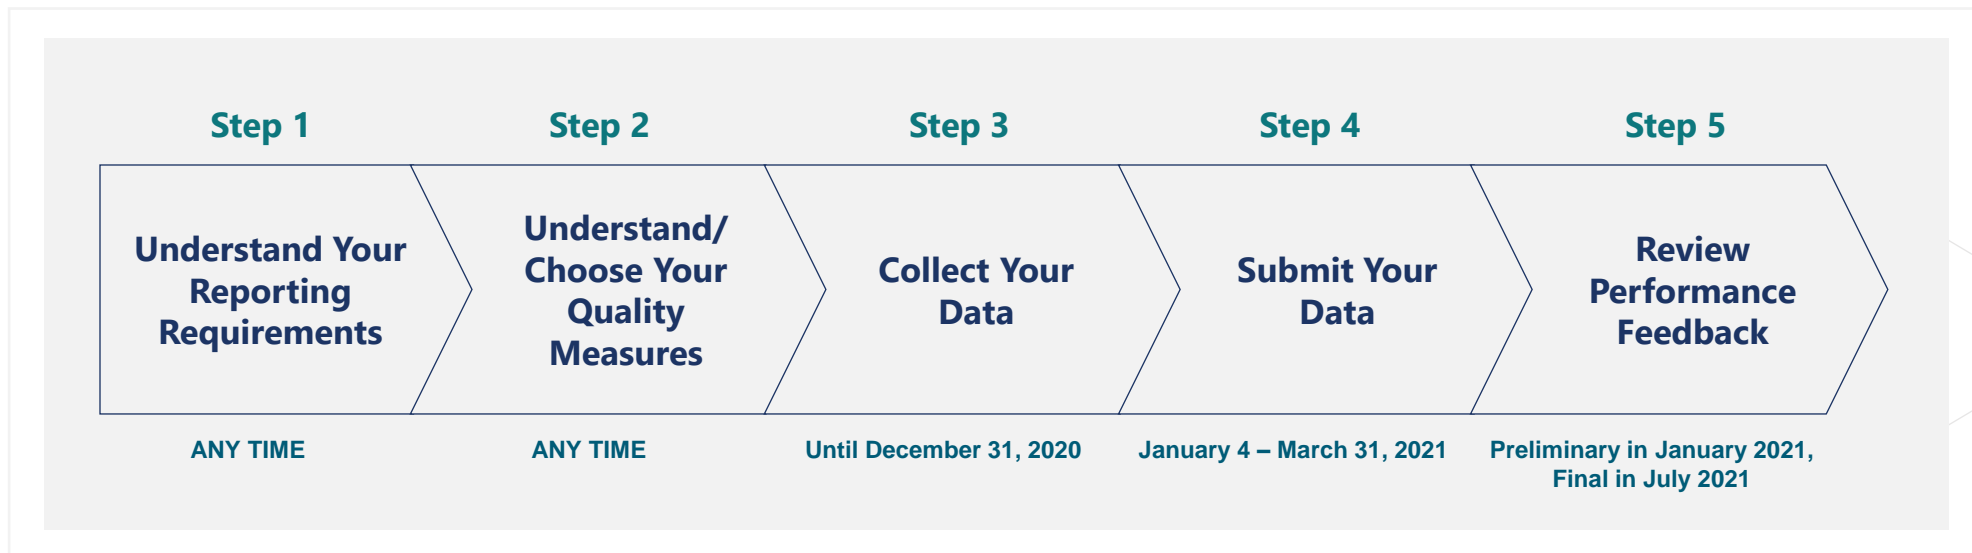 Step 1
Understand Your
Reporting
Requirements
ANY TIME
Step 2
Understand/
Choose Your
Quality
Measures
ANY TIME
Step 3
Collect Your
Data
Until December 31, 2020
Step 4
Submit Your
Data
January 4 – March 31, 2021
Step 5
Review
Performance
Feedback
Preliminary in January 2021,
Final in July 2021